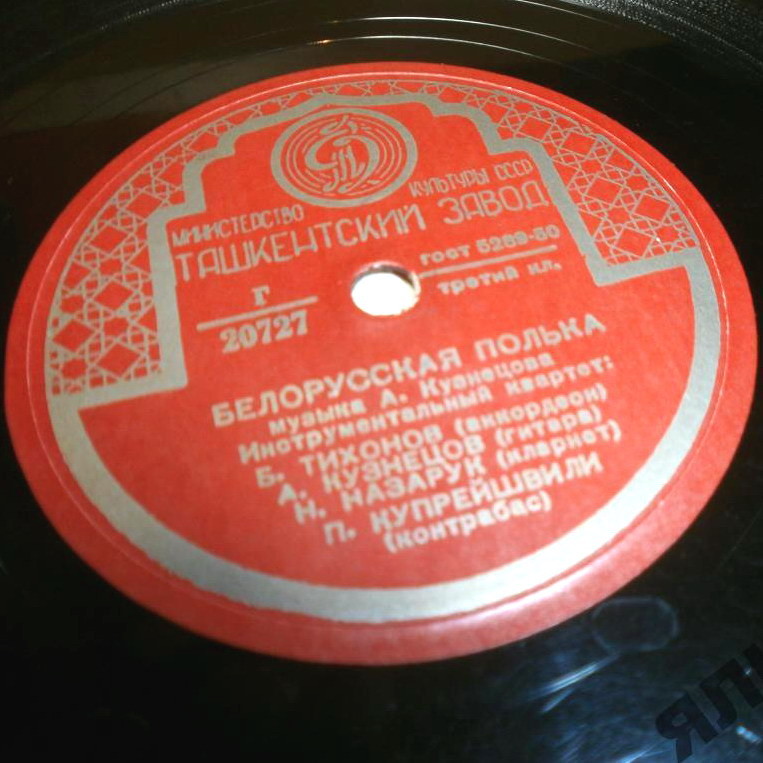 МИНИСТЕРСТВО КУЛЬТУРЫ СССР
ТАШКЕНТСКИЙ ЗАВОД
Г
20727
ГОСТ 5289-50
третий кл.
БЕЛОРУССКАЯ ПОЛЬКА
музыка А. Кузнецова
Инструментальный квартет:
Б. ТИХОНОВ (аккордеон)
А. КУЗНЕЦОВ (гитара)
Н. НАЗАРУК (кларнет)
П. КУПРЕЙШВИЛИ
(контрабас)